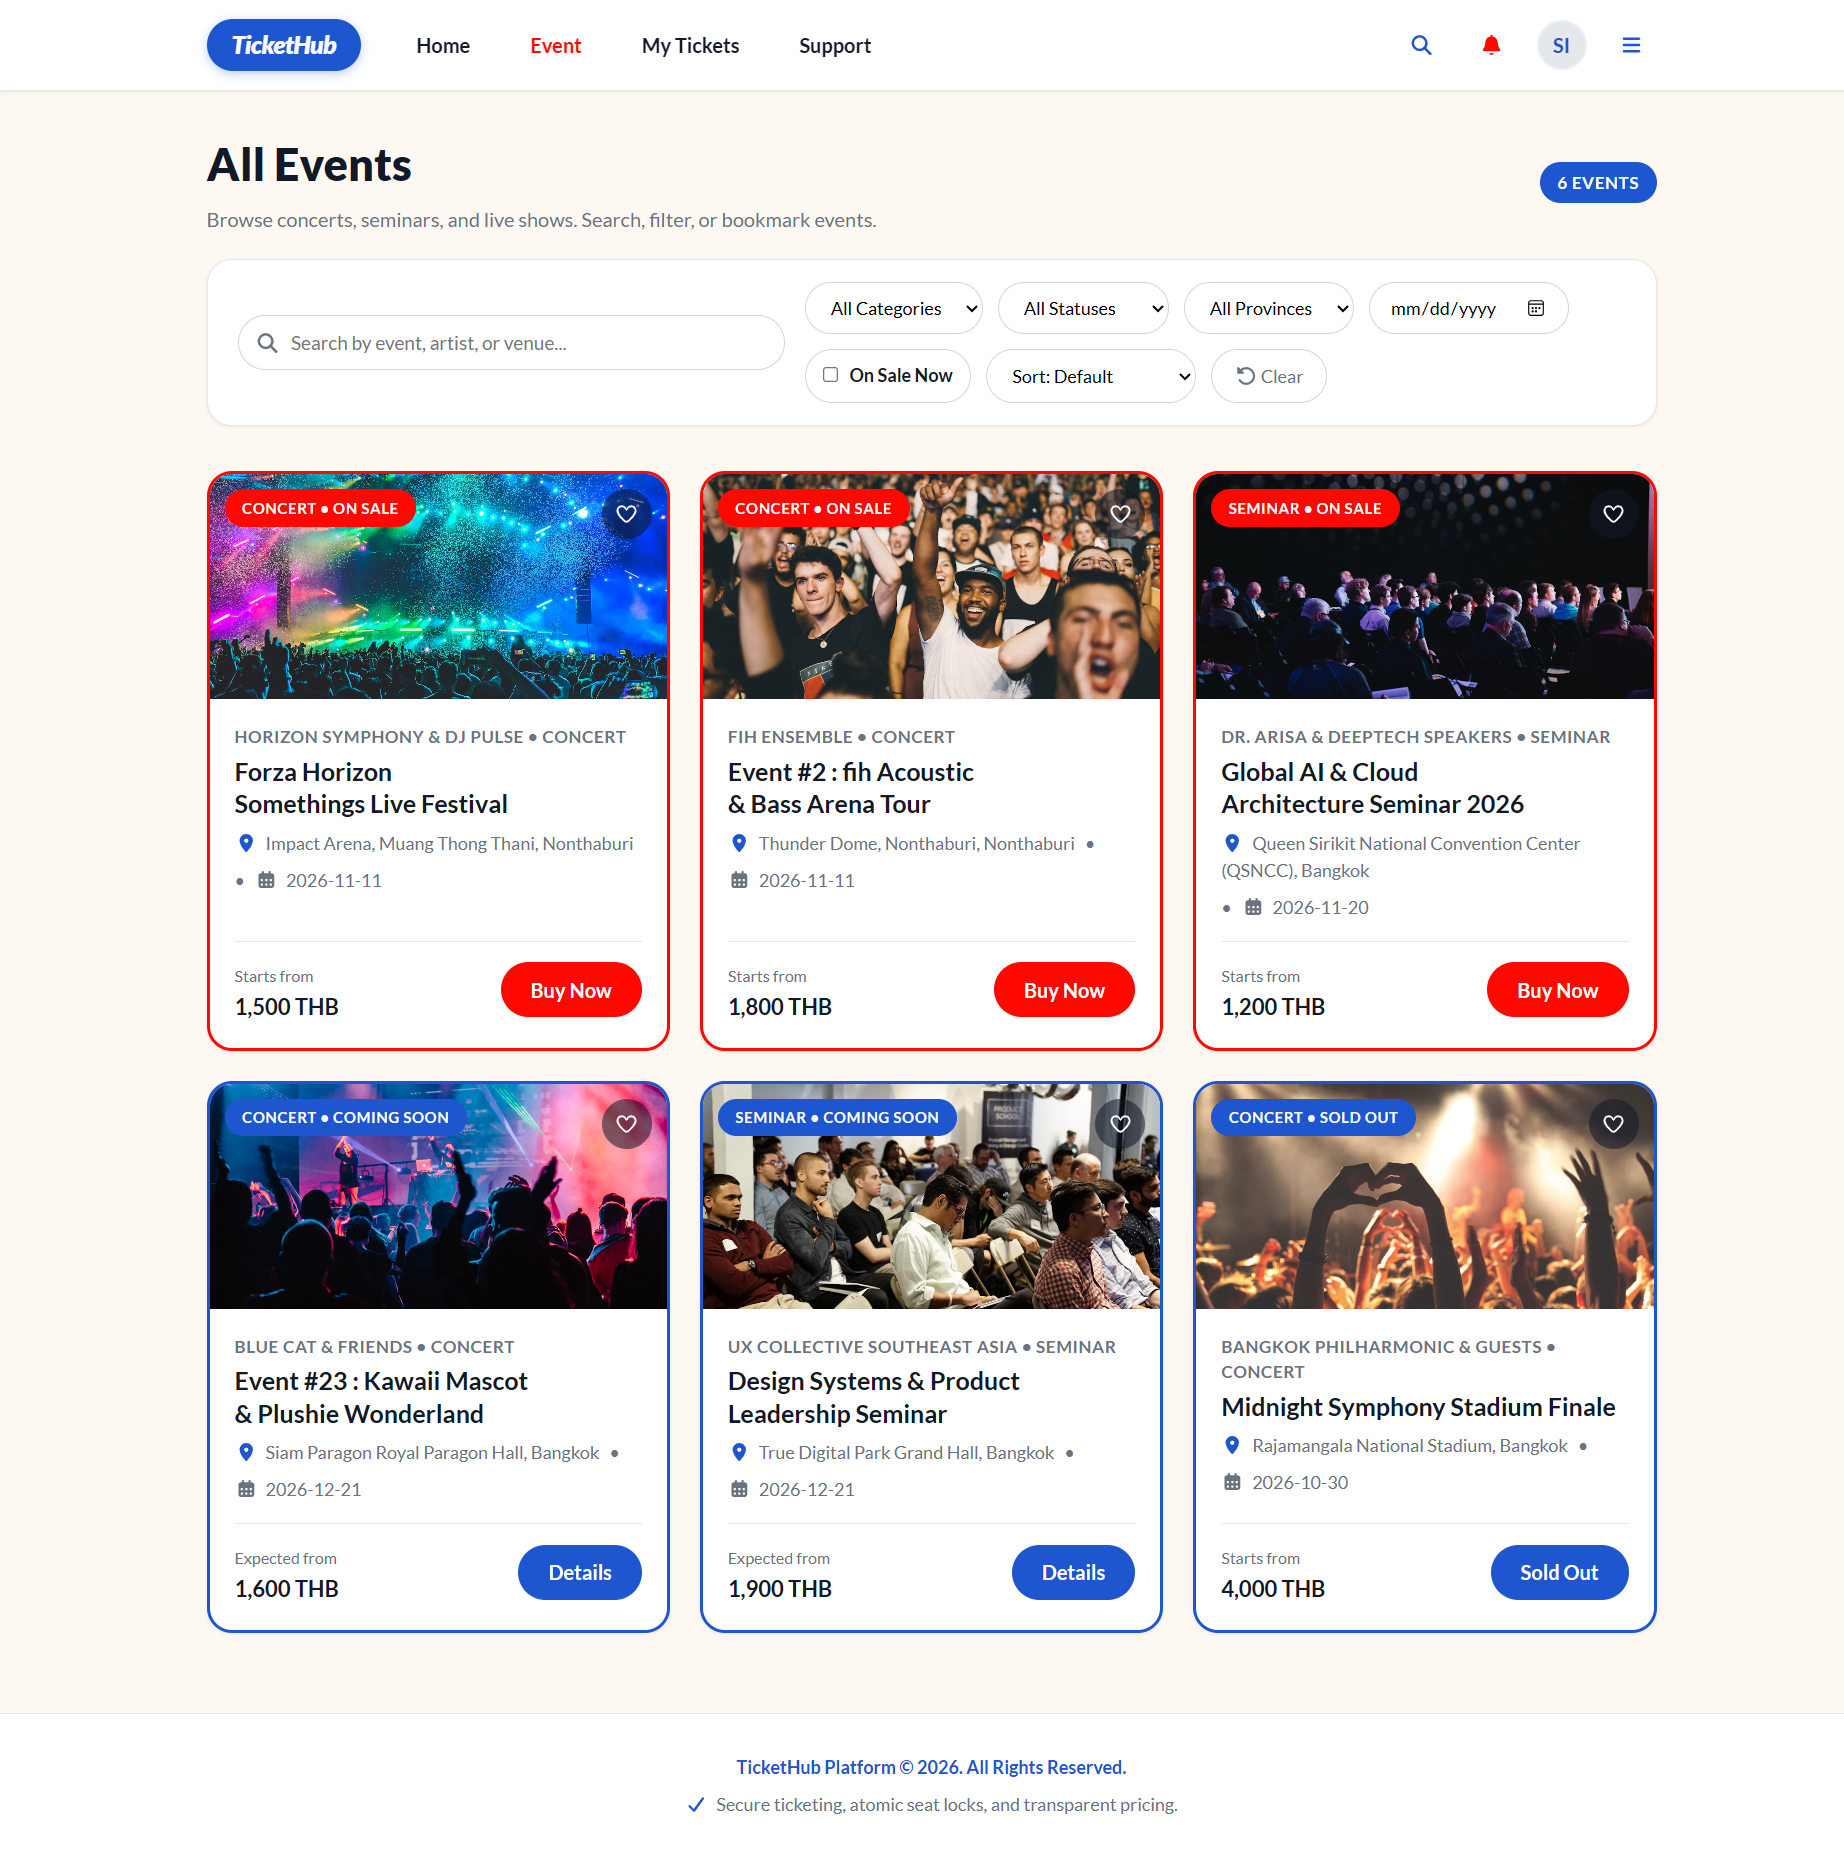 TicketHub
Home
Event
My Tickets
Support
SI
All Events
6 EVENTS
Browse concerts, seminars, and live shows. Search, filter, or bookmark events.
Search by event, artist, or venue...
All Categories
All Statuses
All Provinces
mm/dd/yyyy
On Sale Now
Sort: Default
Clear
CONCERT ● ON SALE
HORIZON SYMPHONY & DJ PULSE ● CONCERT
Forza Horizon
Somethings Live Festival
Impact Arena, Muang Thong Thani, Nonthaburi
● 2026-11-11
Starts from
1,500 THB
Buy Now
CONCERT ● ON SALE
FIH ENSEMBLE ● CONCERT
Event #2 : fih Acoustic
& Bass Arena Tour
Thunder Dome, Nonthaburi, Nonthaburi ●
2026-11-11
Starts from
1,800 THB
Buy Now
SEMINAR ● ON SALE
DR. ARISA & DEEPTECH SPEAKERS ● SEMINAR
Global AI & Cloud
Architecture Seminar 2026
Queen Sirikit National Convention Center
(QSNCC), Bangkok
● 2026-11-20
Starts from
1,200 THB
Buy Now
CONCERT ● COMING SOON
BLUE CAT & FRIENDS ● CONCERT
Event #23 : Kawaii Mascot
& Plushie Wonderland
Siam Paragon Royal Paragon Hall, Bangkok ●
2026-12-21
Expected from
1,600 THB
Details
SEMINAR ● COMING SOON
PRODUCT
SCHOOL
UX COLLECTIVE SOUTHEAST ASIA ● SEMINAR
Design Systems & Product
Leadership Seminar
True Digital Park Grand Hall, Bangkok ●
2026-12-21
Expected from
1,900 THB
Details
CONCERT ● SOLD OUT
BANGKOK PHILHARMONIC & GUESTS ●
CONCERT
Midnight Symphony Stadium Finale
Rajamangala National Stadium, Bangkok ●
2026-10-30
Starts from
4,000 THB
Sold Out
TicketHub Platform © 2026. All Rights Reserved.
Secure ticketing, atomic seat locks, and transparent pricing.